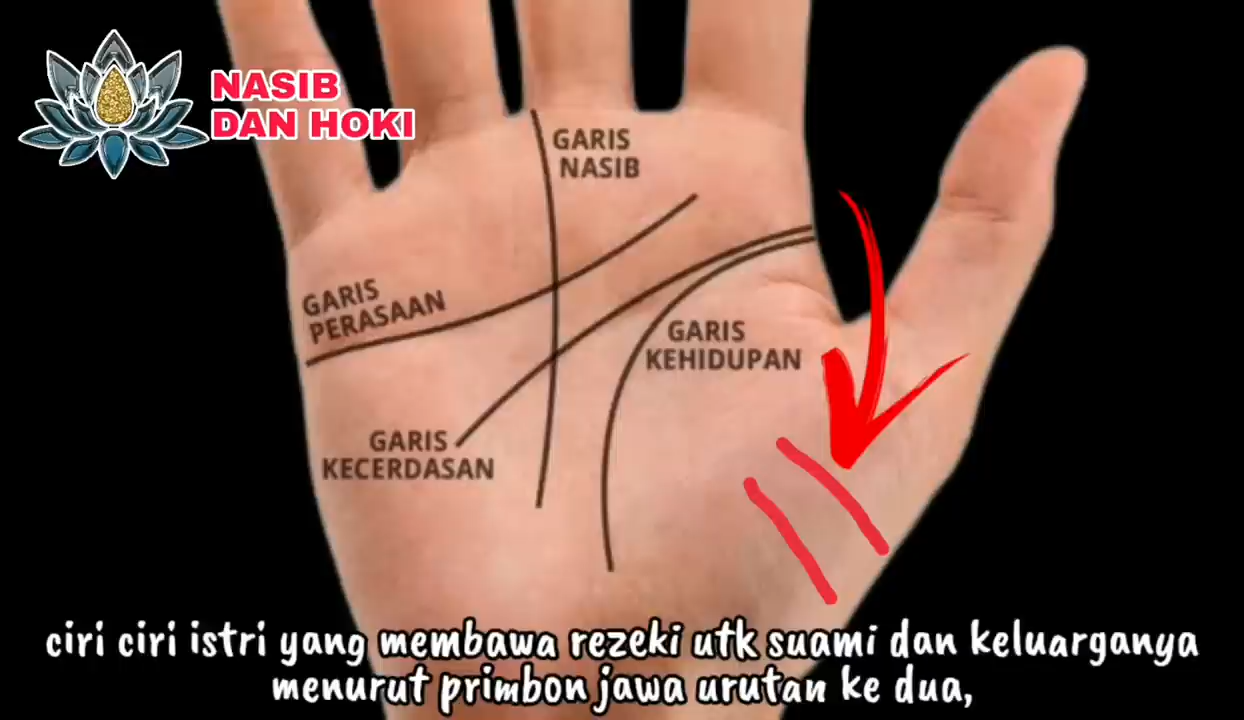 NASIB
DAN HOKI
GARIS
NASIB
GARIS
PERASAAN
GARIS
KEHIDUPAN
GARIS
KECERDASAN
ciri ciri istri yang membawa rezeki utk suami dan keluarganya
menurut primbon jawa urutan ke dua,